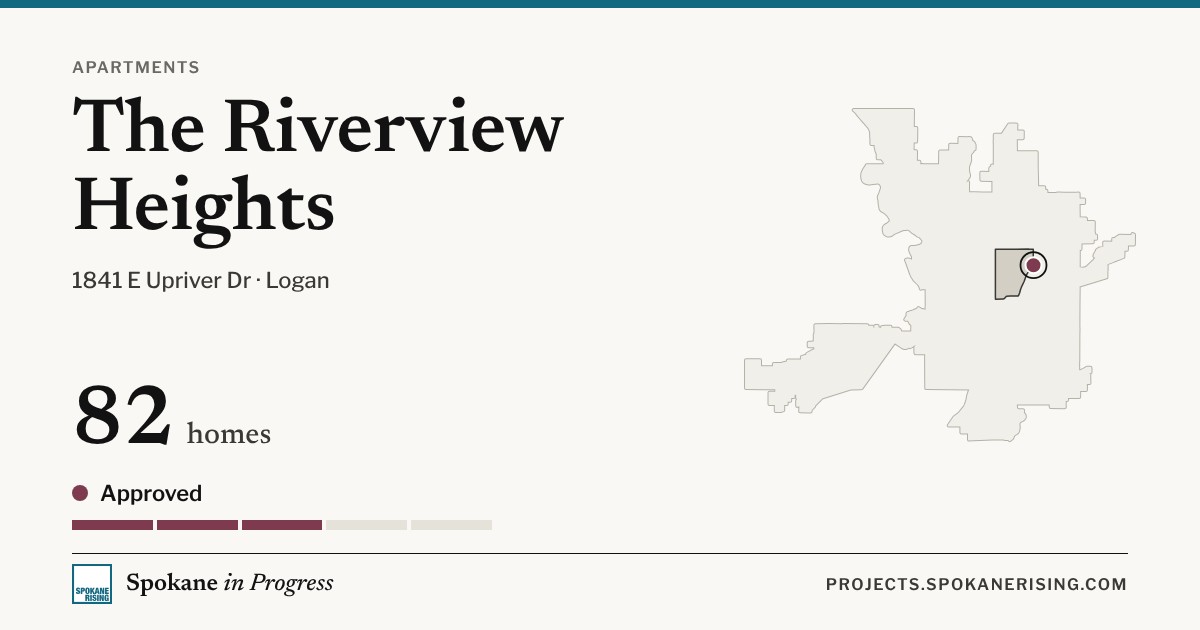 APARTMENTS
The Riverview
Heights
1841 E Upriver Dr · Logan
82 homes
Approved
SPOKANE
RISING
Spokane in Progress
PROJECTS.SPOKANERISING.COM